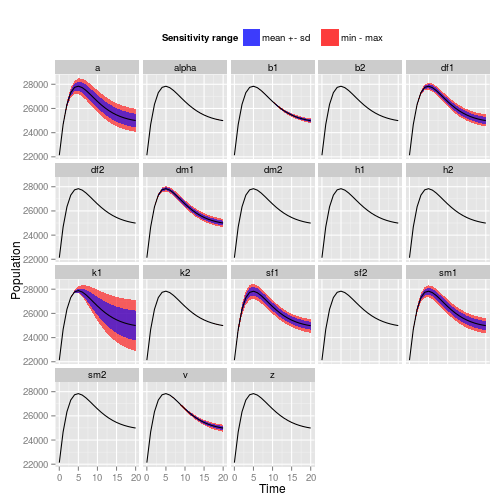 Sensitivity range mean +- sd min - max
a alpha b1 b2 df1
28000
26000
24000
22000
df2 dm1 dm2 h1 h2
28000
26000
24000
22000
k1 k2 sf1 sf2 sm1
28000
26000
24000
22000
sm2 v z
28000
26000
24000
22000
0 5 10 15 20 0 5 10 15 20 0 5 10 15 20
Population
Time